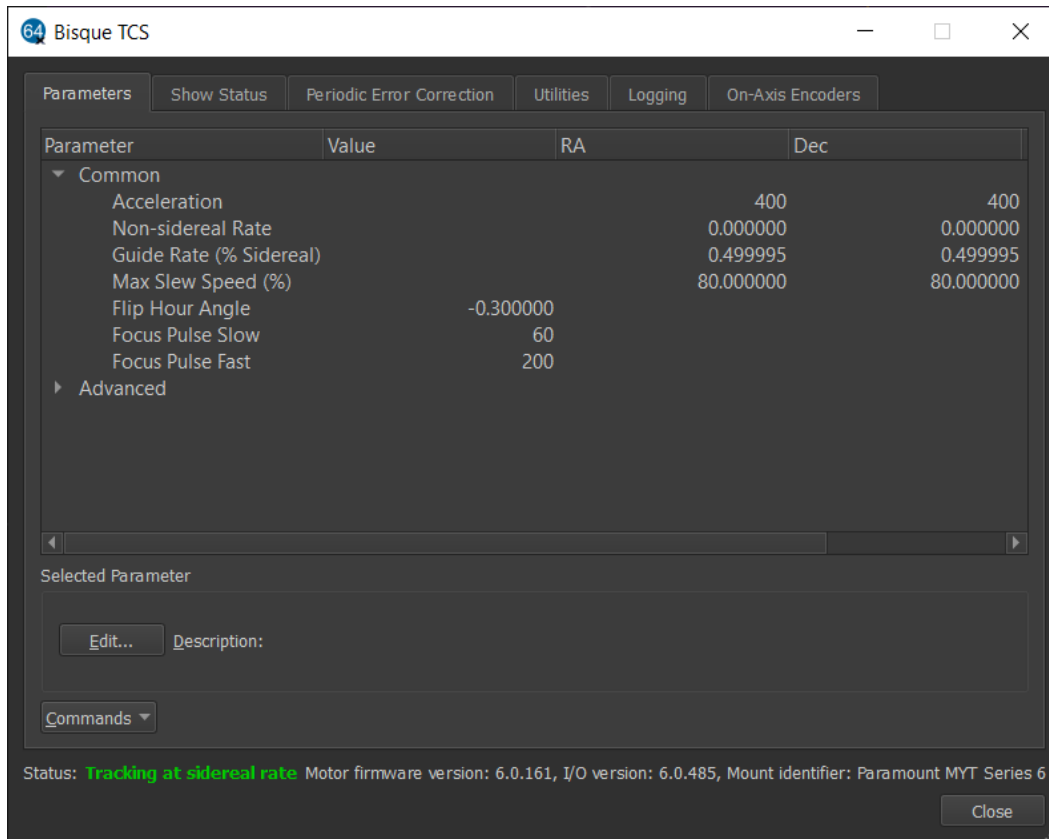 64 Bisque TCS
Parameters Show Status Periodic Error Correction Utilities Logging On-Axis Encoders
Parameter Value RA Dec
Common
Acceleration 400 400
Non-sidereal Rate 0.000000 0.000000
Guide Rate (% Sidereal) 0.499995 0.499995
Max Slew Speed (%) 80.000000 80.000000
Flip Hour Angle -0.300000
Focus Pulse Slow 60
Focus Pulse Fast 200
Advanced
Selected Parameter
Edit... Description:
Commands
Status: Tracking at sidereal rate Motor firmware version: 6.0.161, I/O version: 6.0.485, Mount identifier: Paramount MYT Series 6
Close